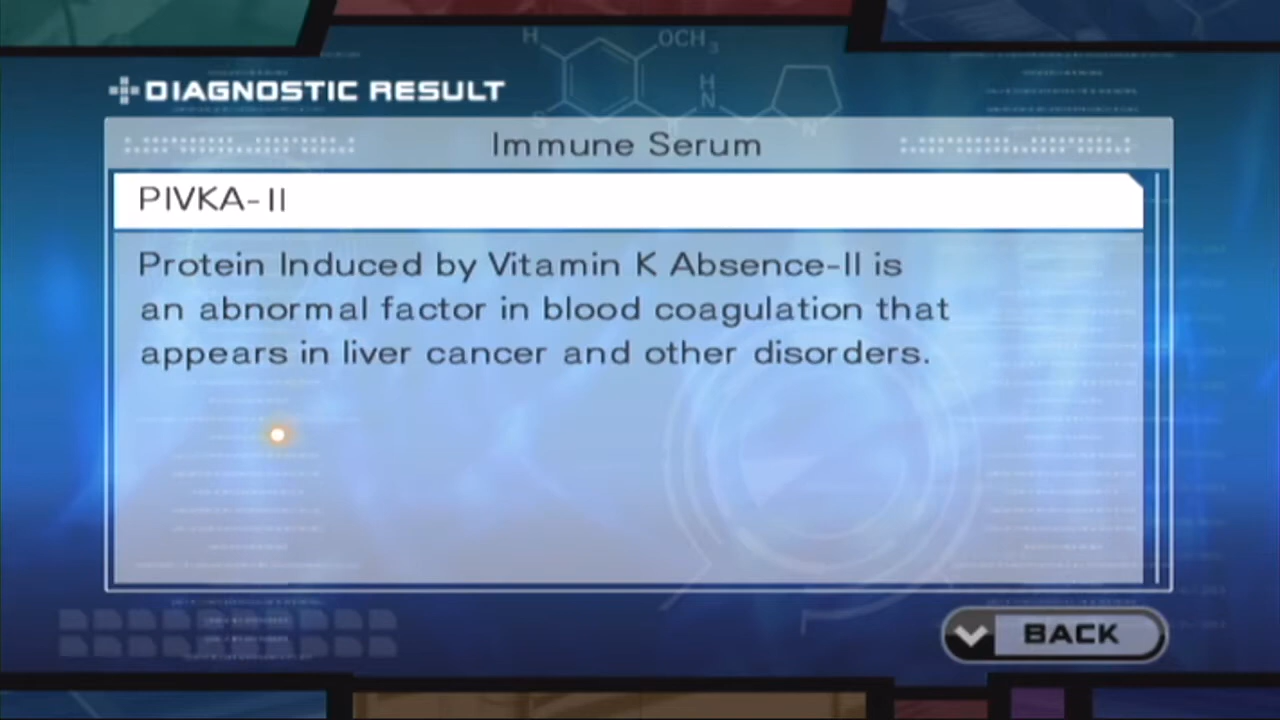 H
OCH3
H
N
S
N
DIAGNOSTIC RESULT
Immune Serum
PIVKA-II
Protein Induced by Vitamin K Absence-II is
an abnormal factor in blood coagulation that
appears in liver cancer and other disorders.
BACK